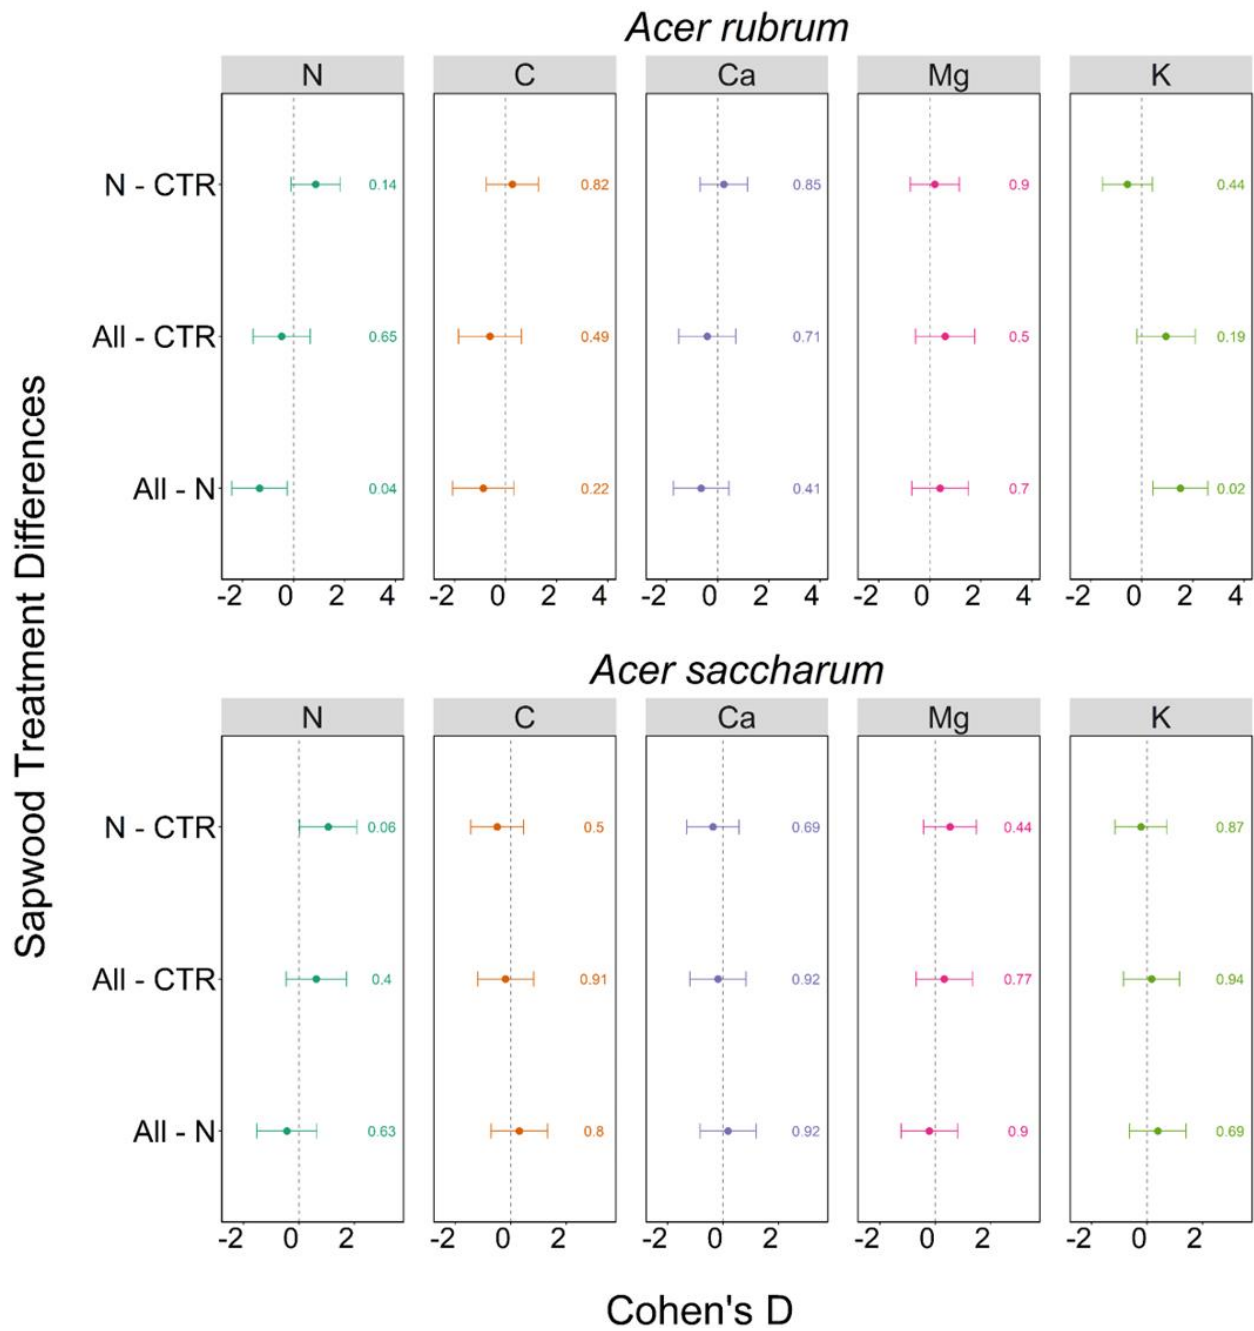 Acer rubrum
N C Ca Mg K
N - CTR 0.14 0.82 0.85 0.9 0.44
All - CTR 0.65 0.49 0.71 0.5 0.19
All - N 0.04 0.22 0.41 0.7 0.02
-2 0 2 4 -2 0 2 4 -2 0 2 4 -2 0 2 4 -2 0 2 4
Sapwood Treatment Differences
Acer saccharum
N C Ca Mg K
N - CTR 0.06 0.5 0.69 0.44 0.87
All - CTR 0.4 0.91 0.92 0.77 0.94
All - N 0.63 0.8 0.92 0.9 0.69
-2 0 2 -2 0 2 -2 0 2 -2 0 2 -2 0 2
Cohen's D